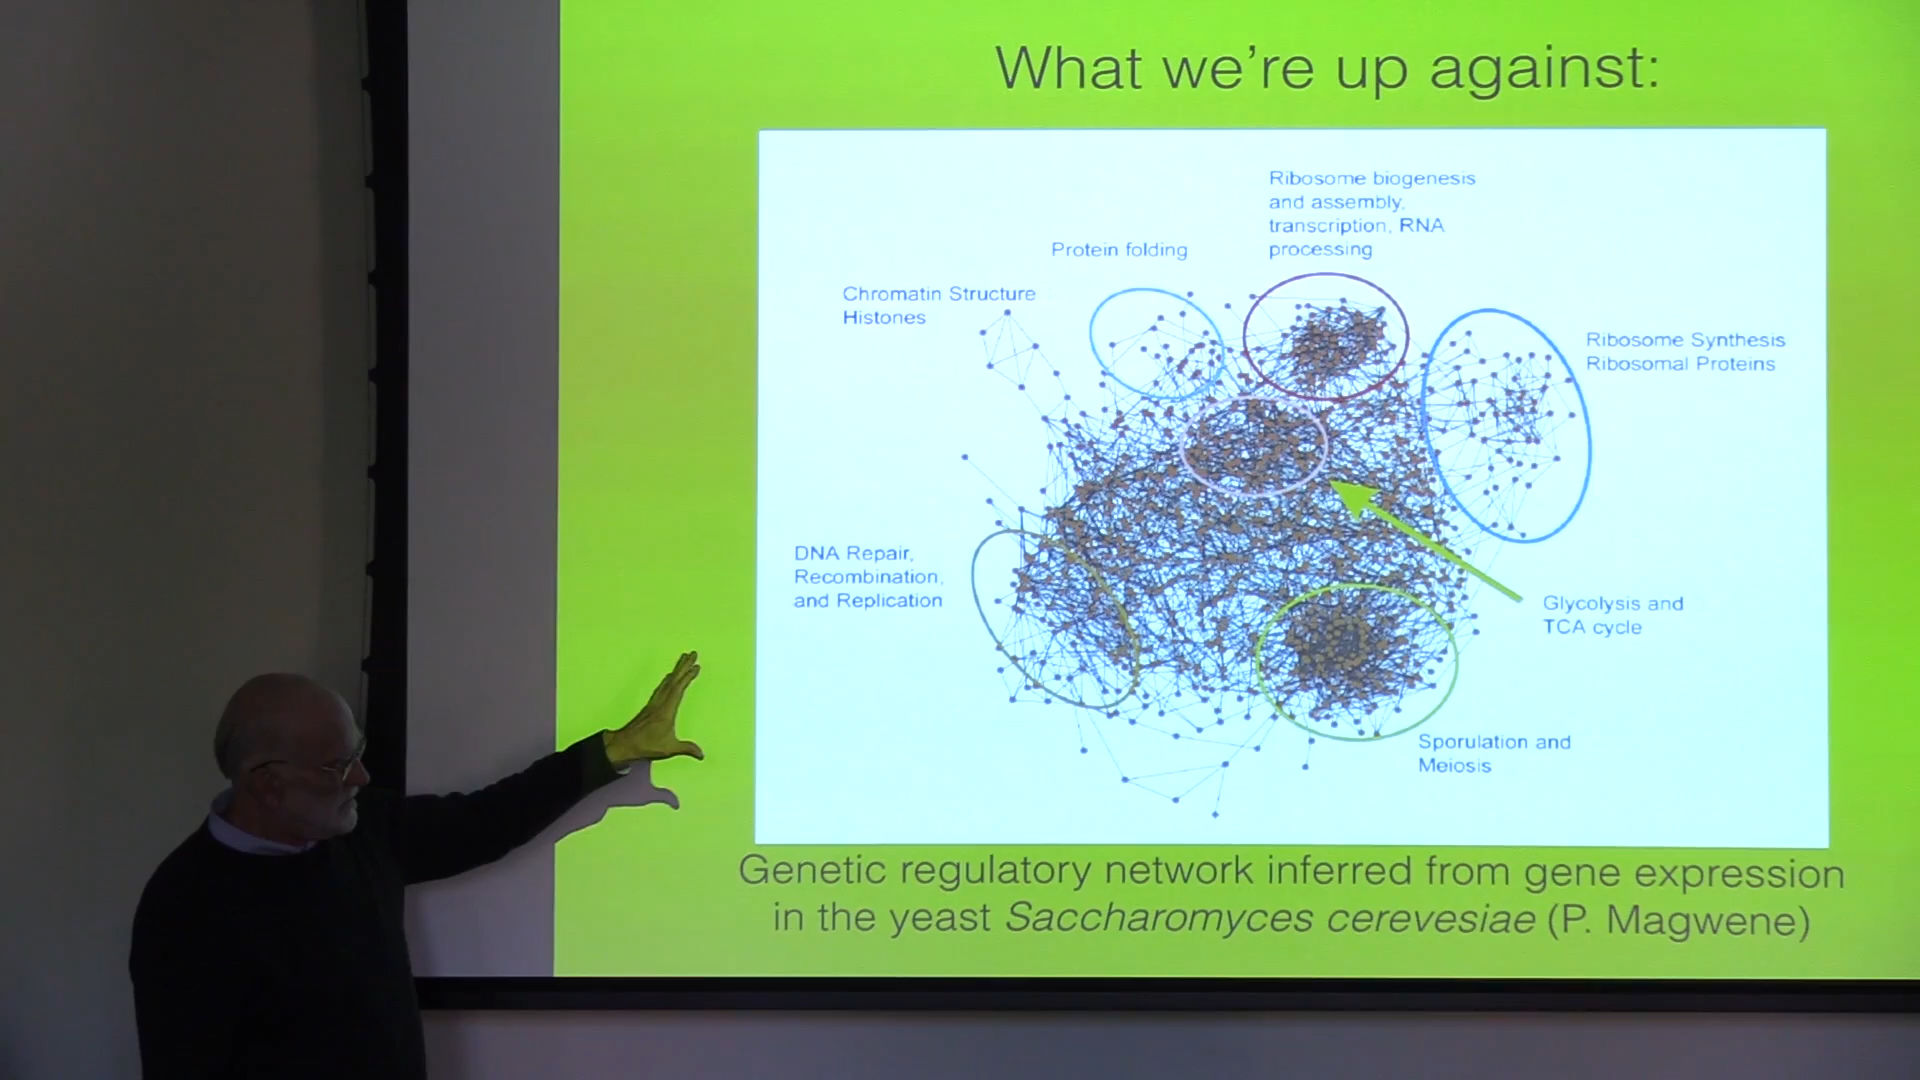 What we're up against:
Ribosome biogenesis
and assembly,
transcription, RNA
processing
Protein folding
Chromatin Structure
Histones
Ribosome Synthesis
Ribosomal Proteins
DNA Repair,
Recombination,
and Replication
Glycolysis and
TCA cycle
Sporulation and
Meiosis
Genetic regulatory network inferred from gene expression
in the yeast Saccharomyces cerevesiae (P. Magwene)